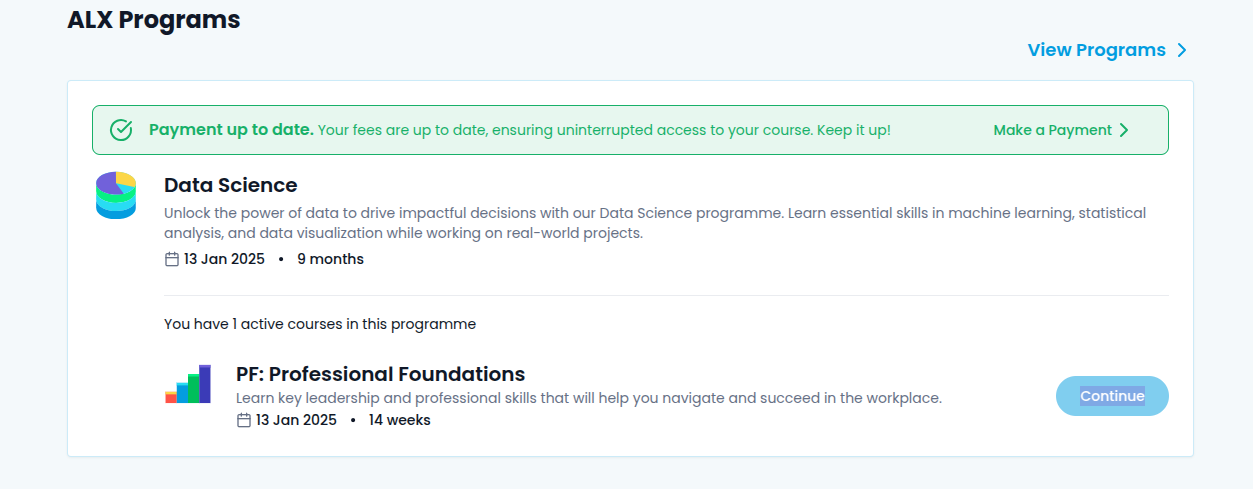 ALX Programs
View Programs
Payment up to date. Your fees are up to date, ensuring uninterrupted access to your course. Keep it up!
Make a Payment
Data Science
Unlock the power of data to drive impactful decisions with our Data Science programme. Learn essential skills in machine learning, statistical
analysis, and data visualization while working on real-world projects.
13 Jan 2025 • 9 months
You have 1 active courses in this programme
PF: Professional Foundations
Learn key leadership and professional skills that will help you navigate and succeed in the workplace.
Continue
13 Jan 2025 • 14 weeks